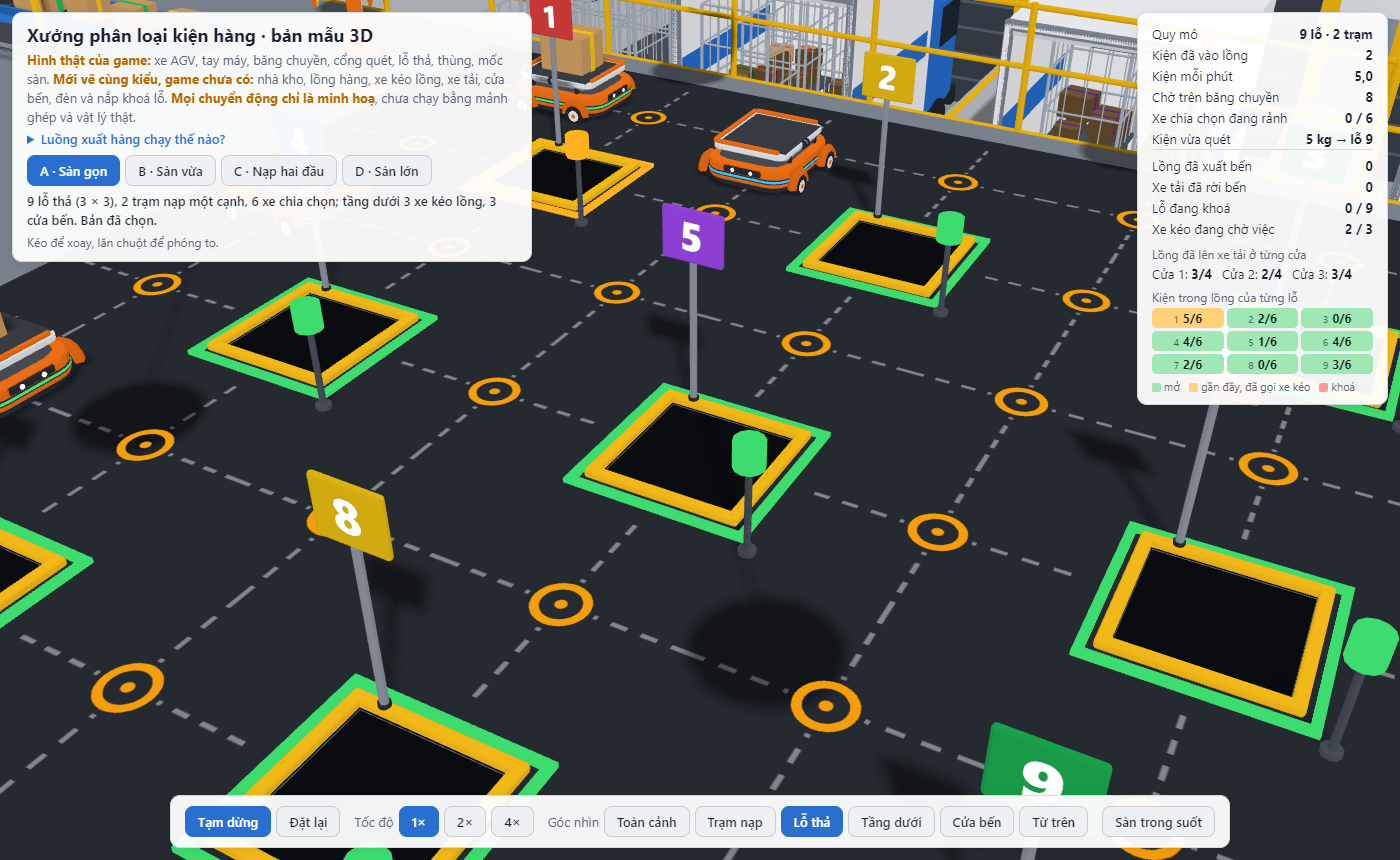 Xưởng phân loại kiện hàng · bản mẫu 3D
Hình thật của game: xe AGV, tay máy, băng chuyền, cổng quét, lỗ thả, thùng, mốc
sàn. Mới vẽ cùng kiểu, game chưa có: nhà kho, lồng hàng, xe kéo lồng, xe tải, cửa
bến, đèn và nắp khoá lỗ. Mọi chuyển động chỉ là minh hoạ, chưa chạy bằng mảnh
ghép và vật lý thật.
▶ Luồng xuất hàng chạy thế nào?
A · Sàn gọn
B · Sàn vừa
C · Nạp hai đầu
D · Sàn lớn
9 lỗ thả (3 × 3), 2 trạm nạp một cạnh, 6 xe chia chọn; tầng dưới 3 xe kéo lồng, 3
cửa bến. Bản đã chọn.
Kéo để xoay, lăn chuột để phóng to.
Quy mô 9 lỗ · 2 trạm
Kiện đã vào lồng 2
Kiện mỗi phút 5,0
Chờ trên băng chuyền 8
Xe chia chọn đang rảnh 0 / 6
Kiện vừa quét 5 kg → lỗ 9
Lồng đã xuất bến 0
Xe tải đã rời bến 0
Lỗ đang khoá 0 / 9
Xe kéo đang chờ việc 2 / 3
Lồng đã lên xe tải ở từng cửa
Cửa 1: 3/4 Cửa 2: 2/4 Cửa 3: 3/4
Kiện trong lồng của từng lỗ
1 5/6 2 2/6 3 0/6
4 4/6 5 1/6 6 4/6
7 2/6 8 0/6 9 3/6
mở gần đầy, đã gọi xe kéo khoá
1
2
3
4
5
8
9
Tạm dừng
Đặt lại
Tốc độ
1×
2×
4×
Góc nhìn
Toàn cảnh
Trạm nạp
Lỗ thả
Tầng dưới
Cửa bến
Từ trên
Sàn trong suốt